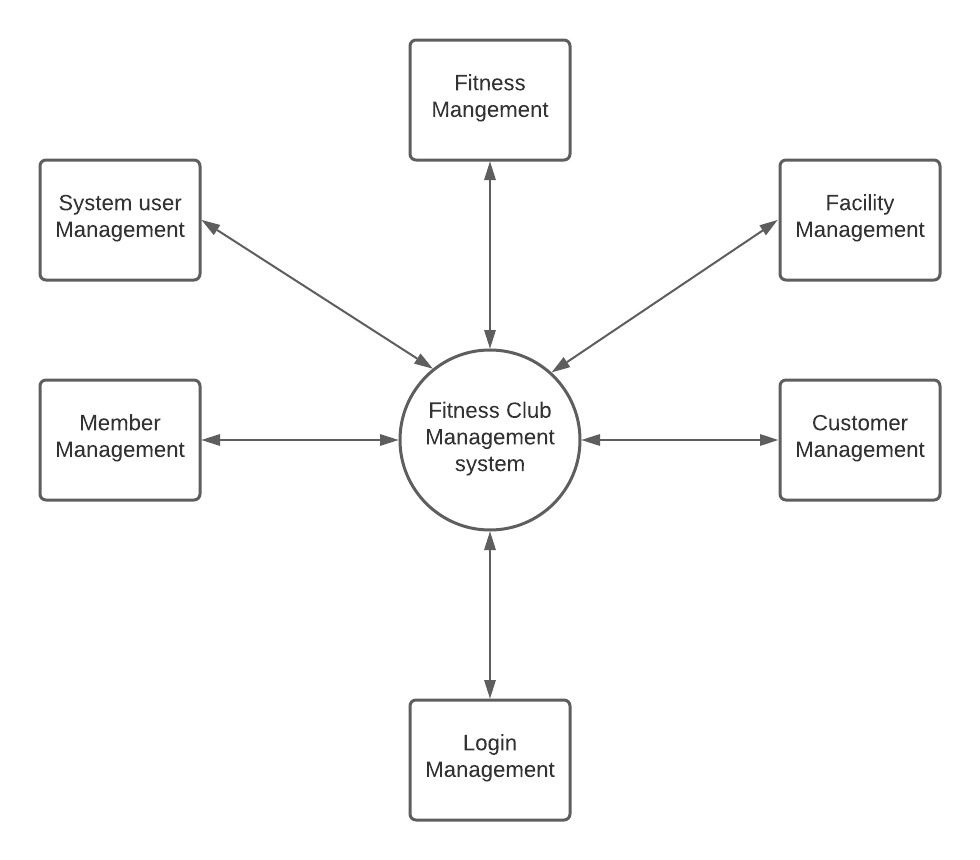 Fitness
Mangement
System user
Management
Facility
Management
Member
Management
Fitness Club
Management
system
Customer
Management
Login
Management